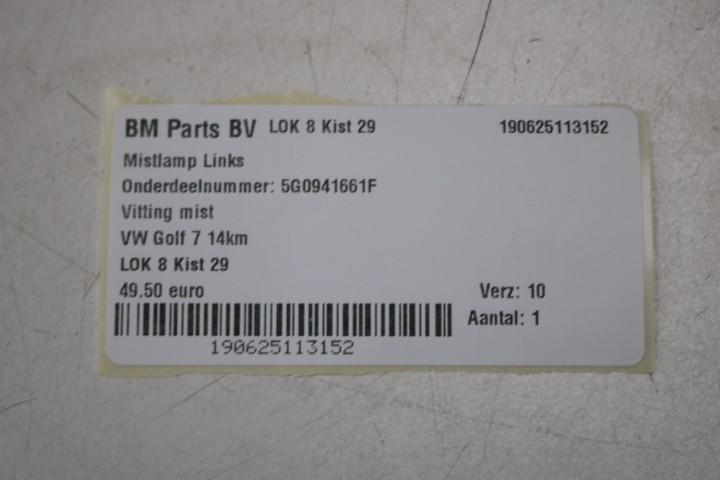 BM Parts BV LOK 8 Kist 29 190625113152
Mistlamp Links
Onderdeelnummer: 5G0941661F
Vitting mist
VW Golf 7 14km
LOK 8 Kist 29
49.50 euro Verz: 10
Aantal: 1
190625113152